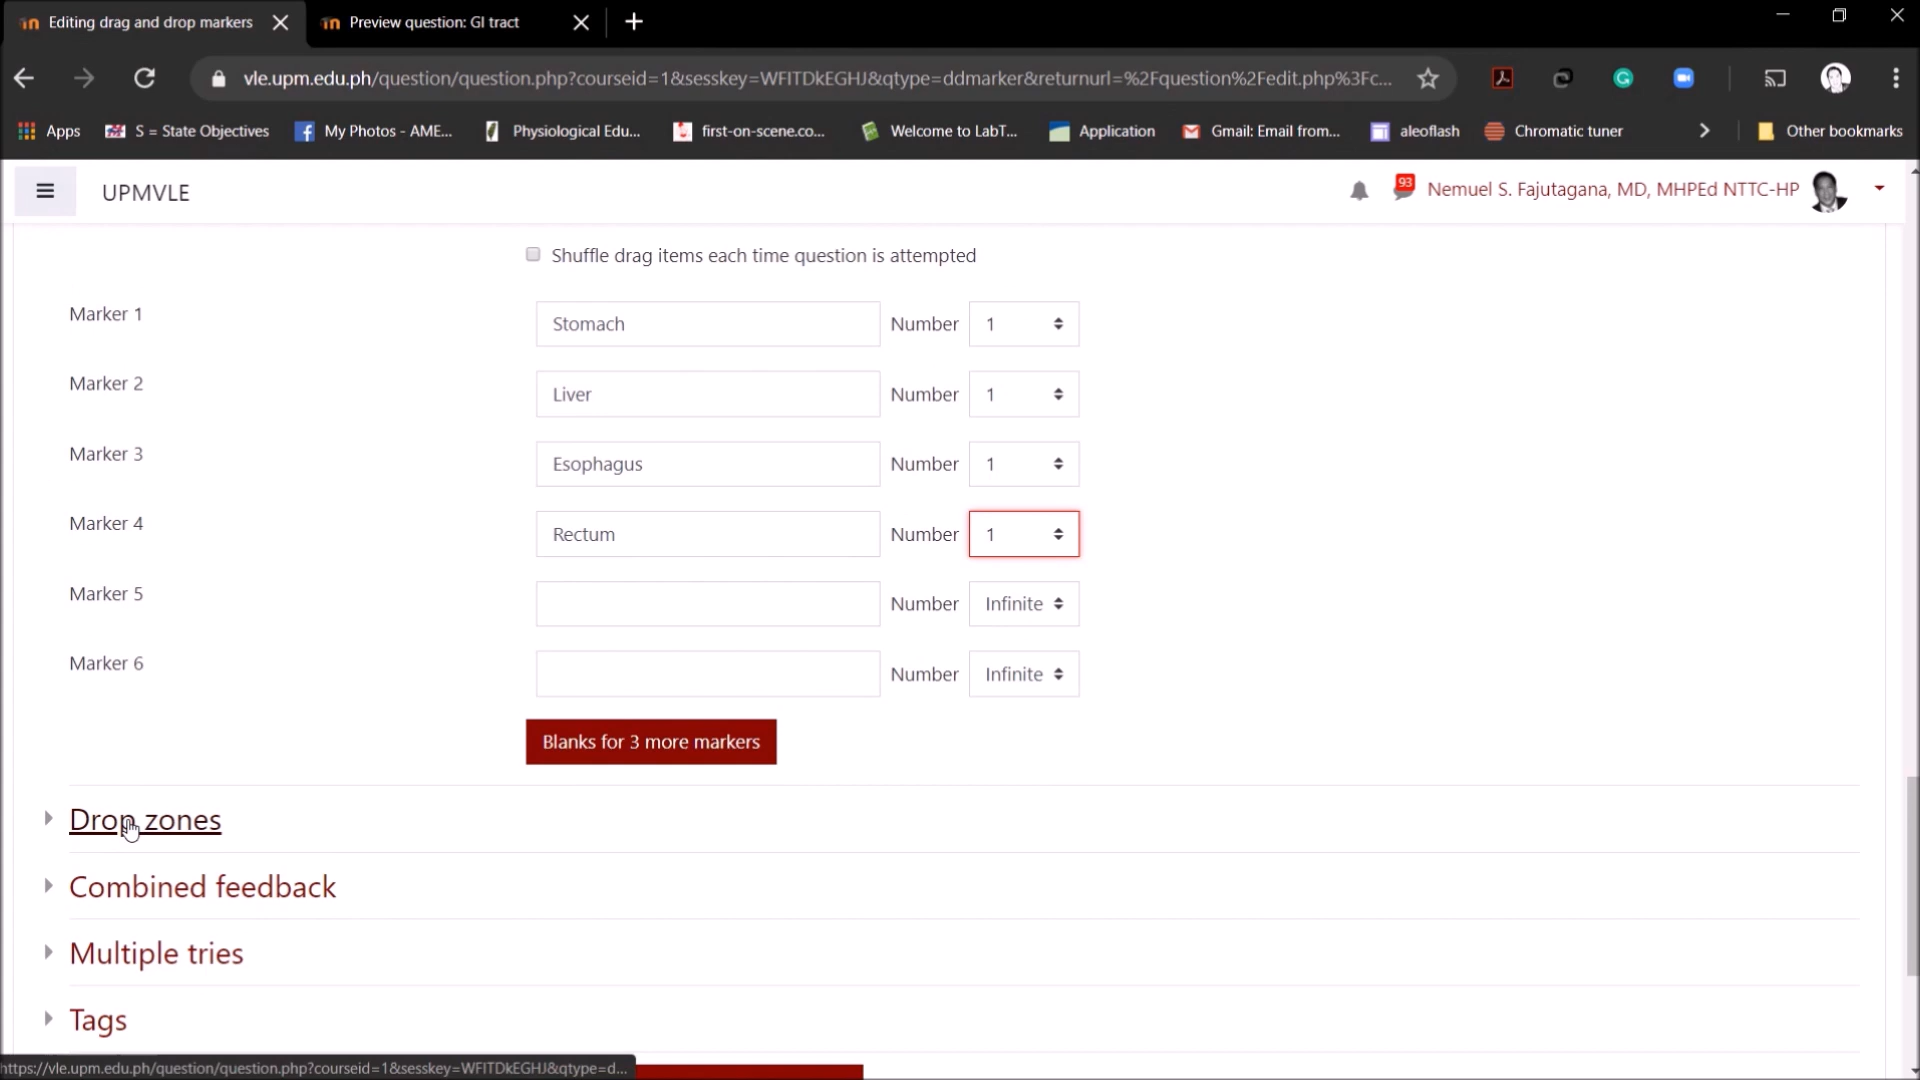 Editing drag and drop markers
Preview question: GI tract
vle.upm.edu.ph/question/question.php?courseid=1&sesskey=WFITDkEGHJ&qtype=ddmarker&returnurl=%2Fquestion%2Fedit.php%3Fc...
Apps
S = State Objectives
My Photos - AME...
Physiological Edu...
first-on-scene.co...
Welcome to LabT...
Application
Gmail: Email from...
aleoflash
Chromatic tuner
Other bookmarks
UPMVLE
93
Nemuel S. Fajutagana, MD, MHPEd NTTC-HP
Shuffle drag items each time question is attempted
Marker 1 Stomach Number 1
Marker 2 Liver Number 1
Marker 3 Esophagus Number 1
Marker 4 Rectum Number 1
Marker 5 Number Infinite
Marker 6 Number Infinite
Blanks for 3 more markers
Drop zones
Combined feedback
Multiple tries
Tags
https://vle.upm.edu.ph/question/question.php?courseid=1&sesskey=WFITDkEGHJ&qtype=d...